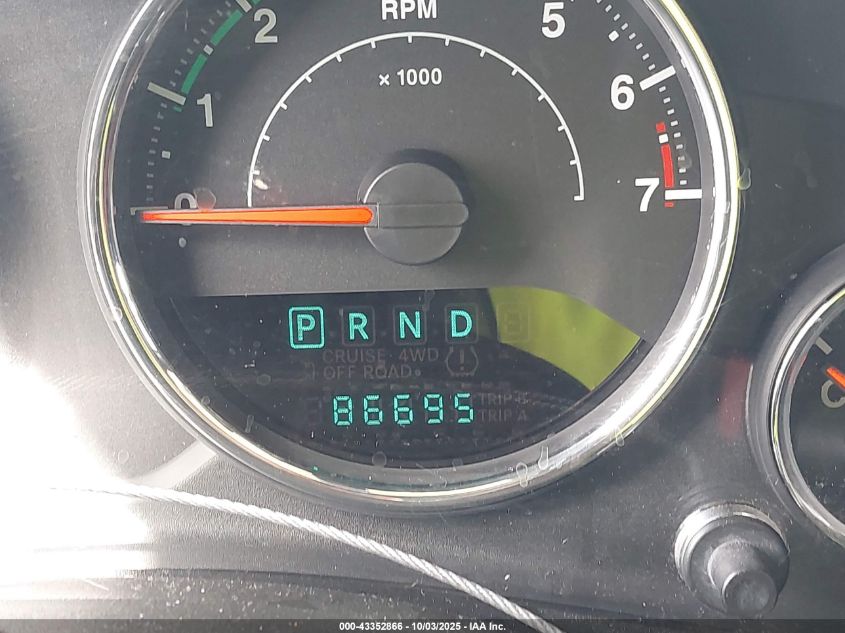 RPM
x 1000
0
1
2
5
6
7
P R N D
CRUISE 4WD
OFF ROAD
TRIP B
TRIP A
86695
C
000-43352866 - 10/03/2025 - IAA Inc.